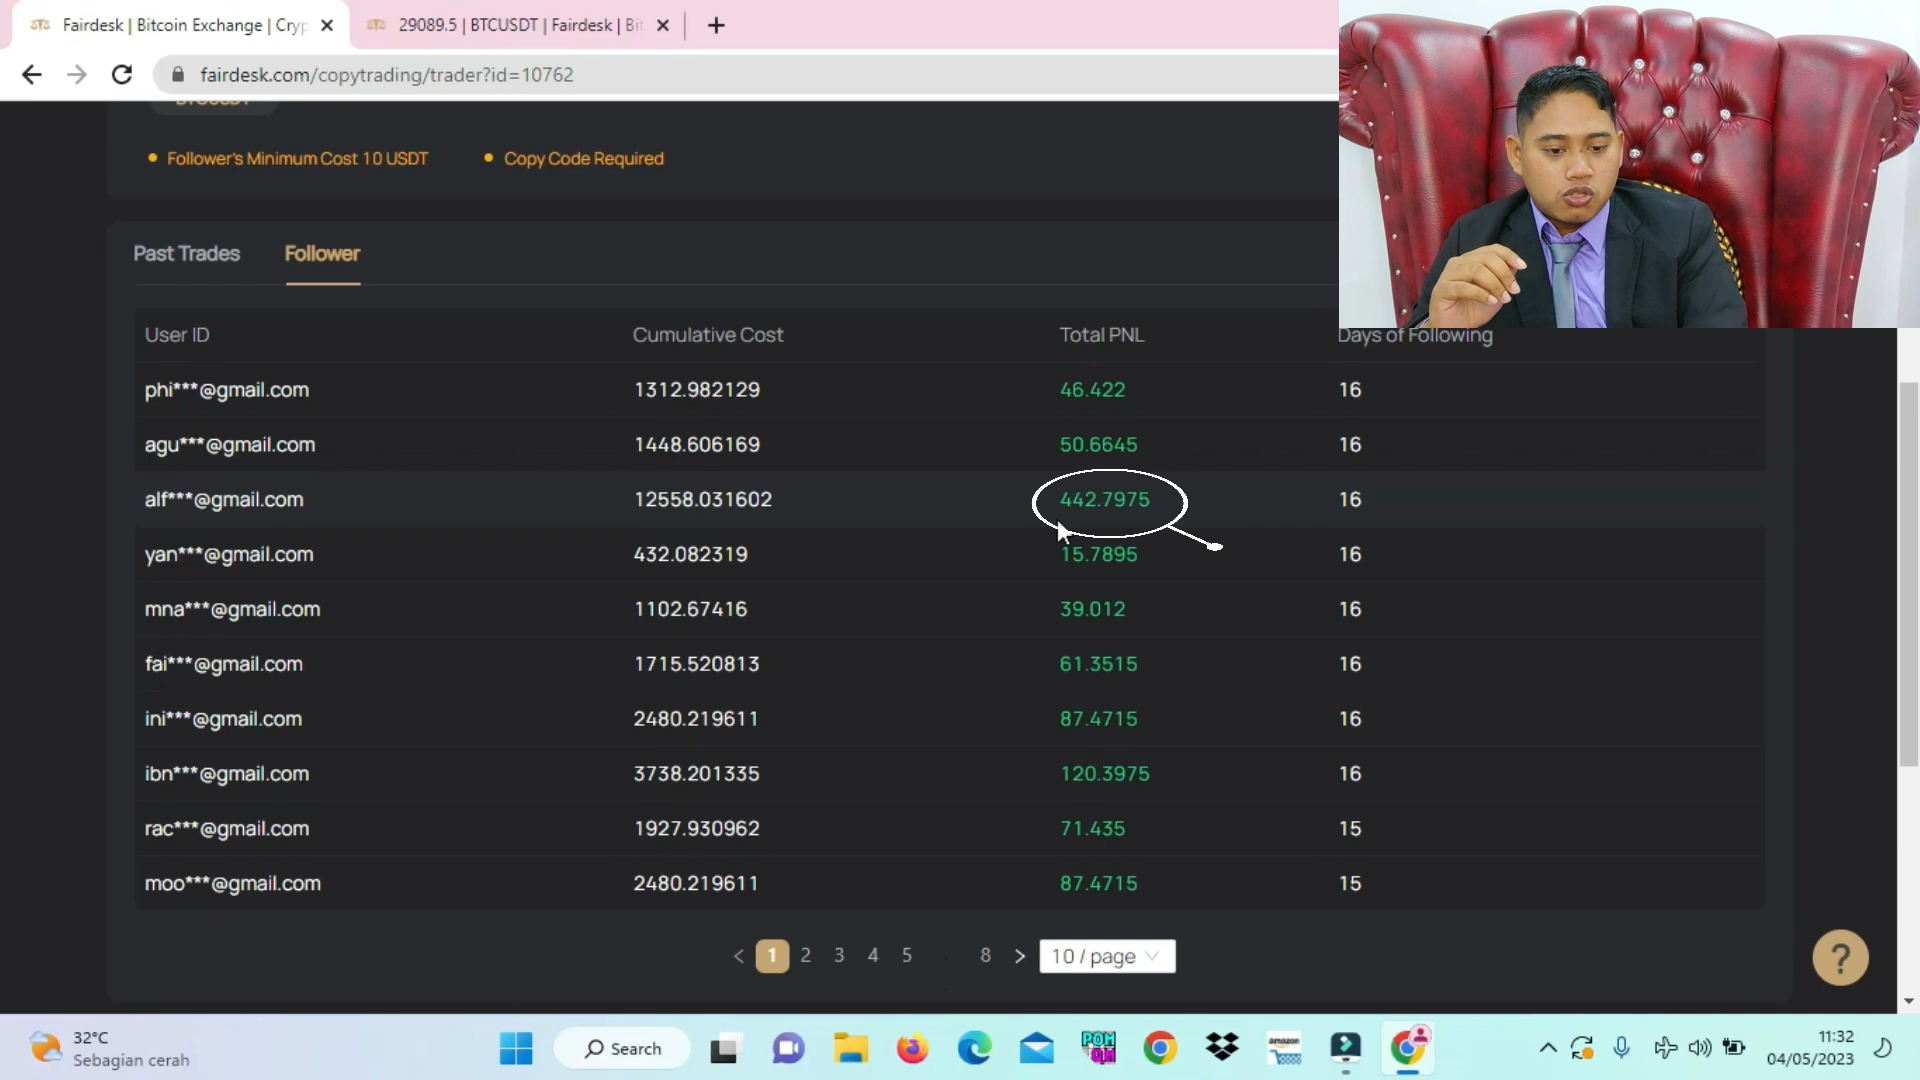 Fairdesk | Bitcoin Exchange | Cryp
29089.5 | BTCUSDT | Fairdesk | Bit
fairdesk.com/copytrading/trader?id=10762
BTCUSDT
Follower's Minimum Cost 10 USDT
Copy Code Required
Past Trades
Follower
User ID Cumulative Cost Total PNL Days of Following
phi***@gmail.com 1312.982129 46.422 16
agu***@gmail.com 1448.606169 50.6645 16
alf***@gmail.com 12558.031602 442.7975 16
yan***@gmail.com 432.082319 15.7895 16
mna***@gmail.com 1102.67416 39.012 16
fai***@gmail.com 1715.520813 61.3515 16
ini***@gmail.com 2480.219611 87.4715 16
ibn***@gmail.com 3738.201335 120.3975 16
rac***@gmail.com 1927.930962 71.435 15
moo***@gmail.com 2480.219611 87.4715 15
< 1 2 3 4 5 8 > 10 / page
?
32°C
Sebagian cerah
Search
amazon
11:32
04/05/2023